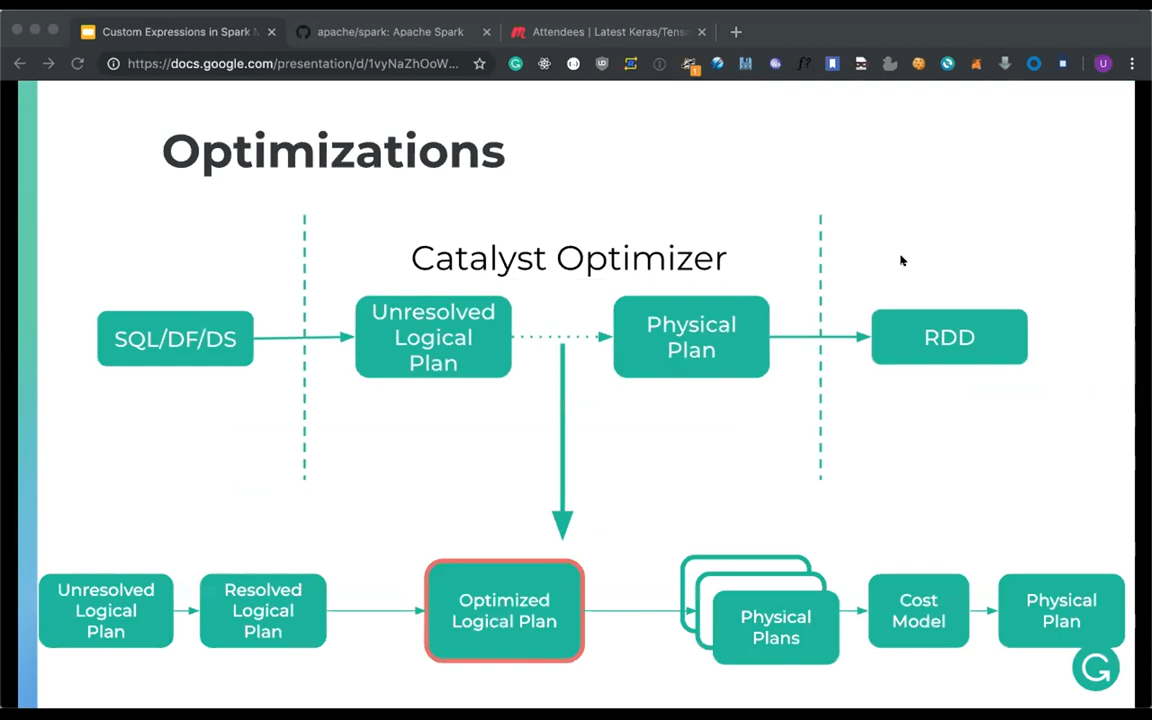 Custom Expressions in Spark
apache/spark: Apache Spark
Attendees | Latest Keras/Tens
https://docs.google.com/presentation/d/1vyNaZhOoW...
U
Optimizations
Catalyst Optimizer
SQL/DF/DS
Unresolved
Logical
Plan
Physical
Plan
RDD
Unresolved
Logical
Plan
Resolved
Logical
Plan
Optimized
Logical Plan
Physical
Plans
Cost
Model
Physical
Plan